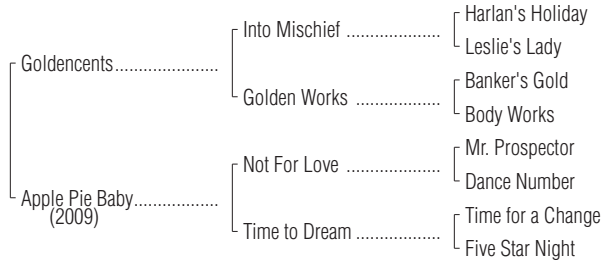 Harlan's Holiday
Into Mischief ...................
Leslie's Lady
Goldencents.....................
Banker's Gold
Golden Works .................
Body Works
Mr. Prospector
Not For Love ...................
Dance Number
Apple Pie Baby.................
(2009)
Time for a Change
Time to Dream ..................
Five Star Night